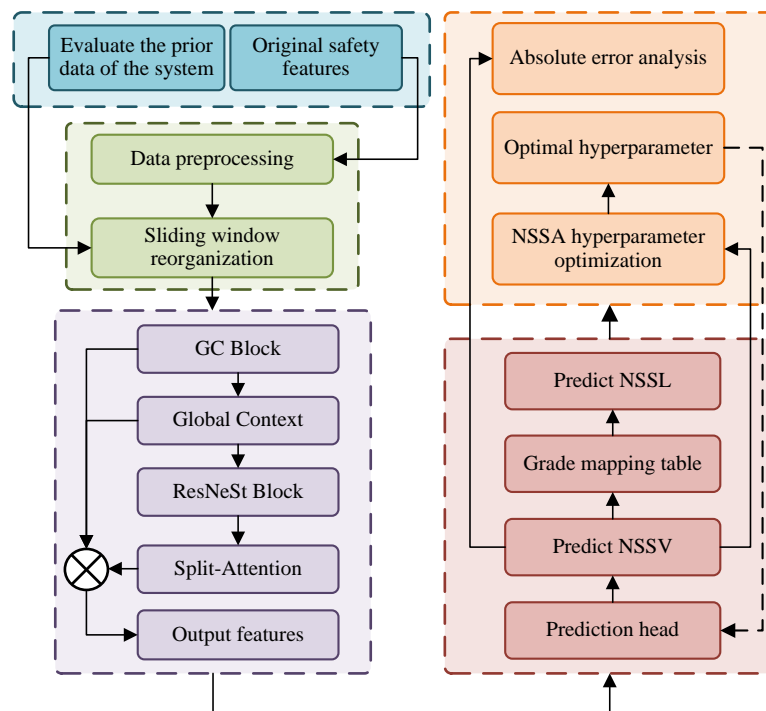 Evaluate the prior
data of the system
Original safety
features
Data preprocessing
Sliding window
reorganization
GC Block
Global Context
ResNeSt Block
Split-Attention
Output features
Absolute error analysis
Optimal hyperparameter
NSSA hyperparameter
optimization
Predict NSSL
Grade mapping table
Predict NSSV
Prediction head